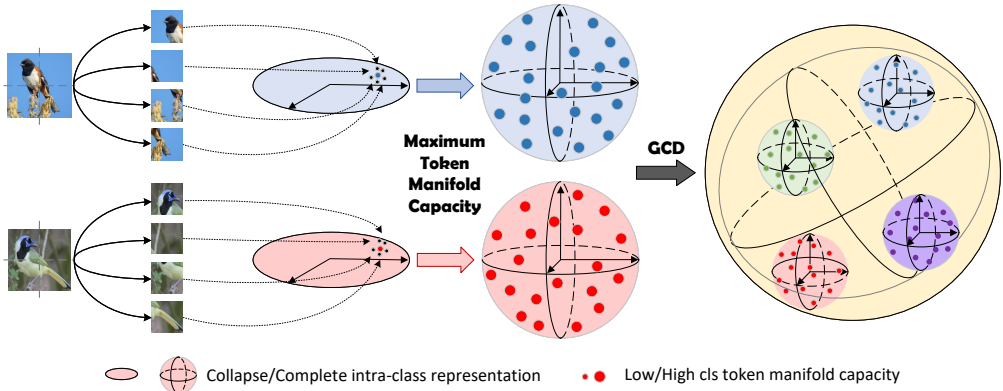 Maximum
Token
Manifold
Capacity
GCD
Collapse/Complete intra-class representation
Low/High cls token manifold capacity